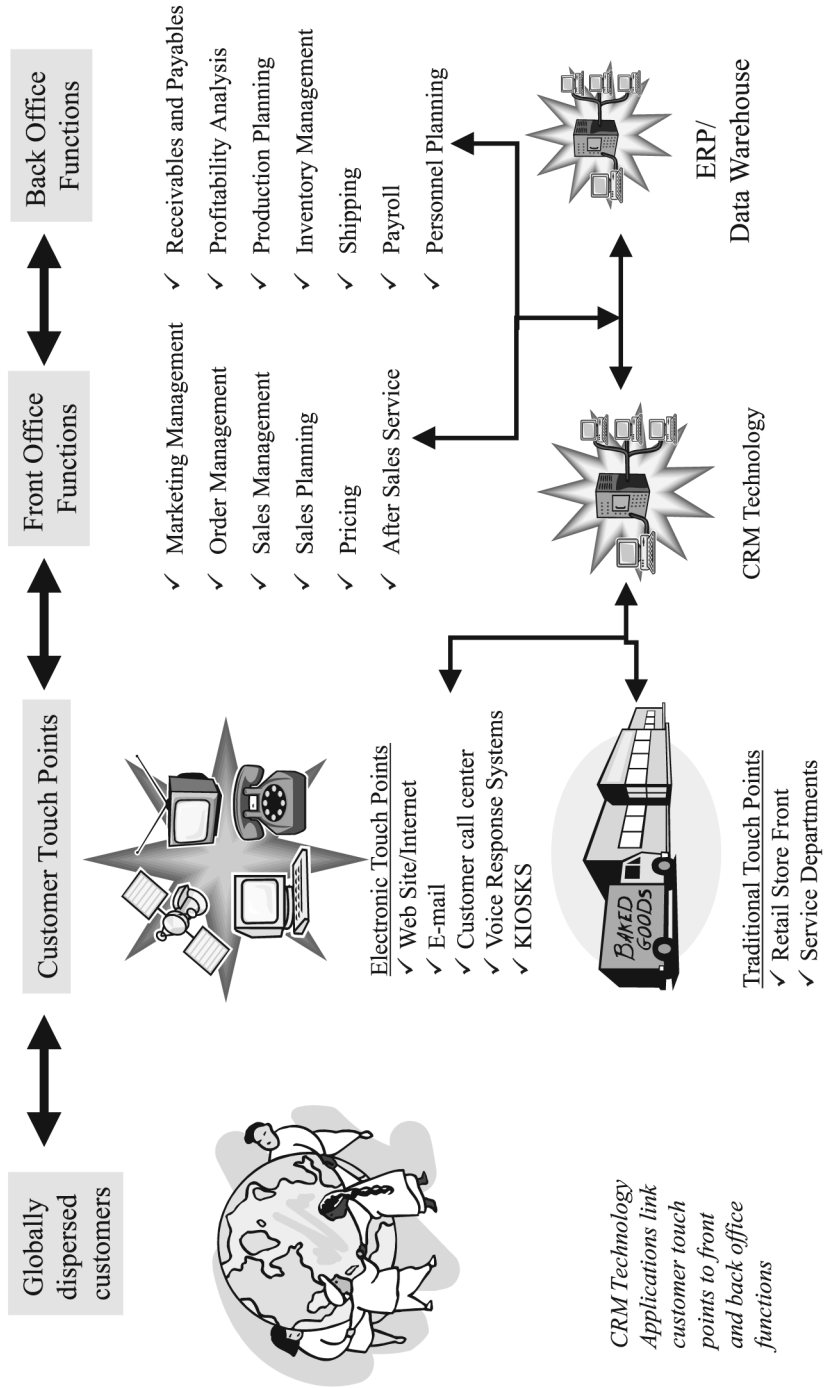 Globally
dispersed
customers
Customer Touch Points
Front Office
Functions
Back Office
Functions
Electronic Touch Points
✓ Web Site/Internet
✓ E-mail
✓ Customer call center
✓ Voice Response Systems
✓ KIOSKS
BAKED
GOODS
Traditional Touch Points
✓ Retail Store Front
✓ Service Departments
✓ Marketing Management
✓ Order Management
✓ Sales Management
✓ Sales Planning
✓ Pricing
✓ After Sales Service
✓ Receivables and Payables
✓ Profitability Analysis
✓ Production Planning
✓ Inventory Management
✓ Shipping
✓ Payroll
✓ Personnel Planning
CRM Technology
ERP/
Data Warehouse
CRM Technology
Applications link
customer touch
points to front
and back office
functions